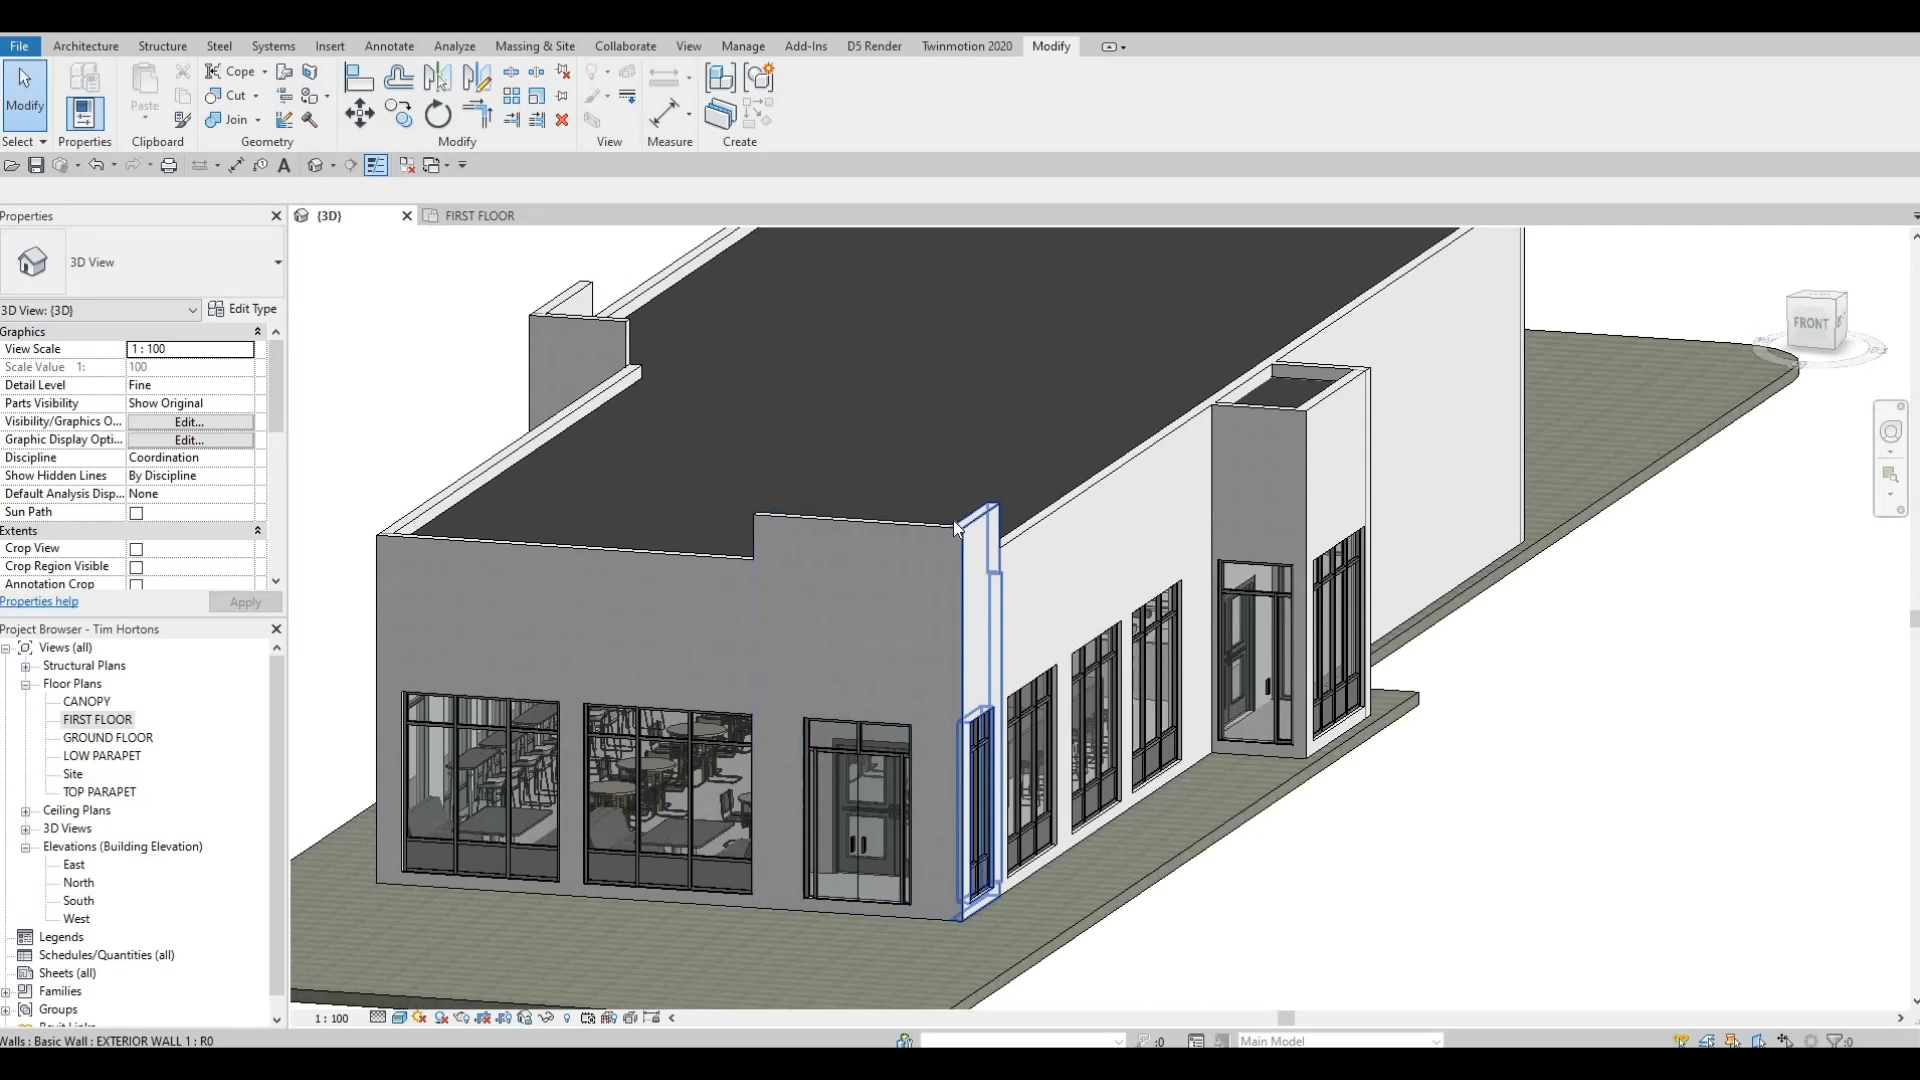 File Architecture Structure Steel Systems Insert Annotate Analyze Massing & Site Collaborate View Manage Add-Ins D5 Render Twinmotion 2020 Modify
Modify
Paste
Cope
Cut
Join
Select Properties Clipboard Geometry Modify View Measure Create
Properties
{3D}
FIRST FLOOR
3D View
3D View: {3D}
Edit Type
Graphics
View Scale 1 : 100
Scale Value 1: 100
Detail Level Fine
Parts Visibility Show Original
Visibility/Graphics O... Edit...
Graphic Display Opti... Edit...
Discipline Coordination
Show Hidden Lines By Discipline
Default Analysis Disp... None
Sun Path
Extents
Crop View
Crop Region Visible
Annotation Crop
Properties help
Apply
Project Browser - Tim Hortons
Views (all)
Structural Plans
Floor Plans
CANOPY
FIRST FLOOR
GROUND FLOOR
LOW PARAPET
Site
TOP PARAPET
Ceiling Plans
3D Views
Elevations (Building Elevation)
East
North
South
West
Legends
Schedules/Quantities (all)
Sheets (all)
Families
Groups
FRONT
1 : 100
Walls : Basic Wall : EXTERIOR WALL 1 : R0
:0
Main Model
:0